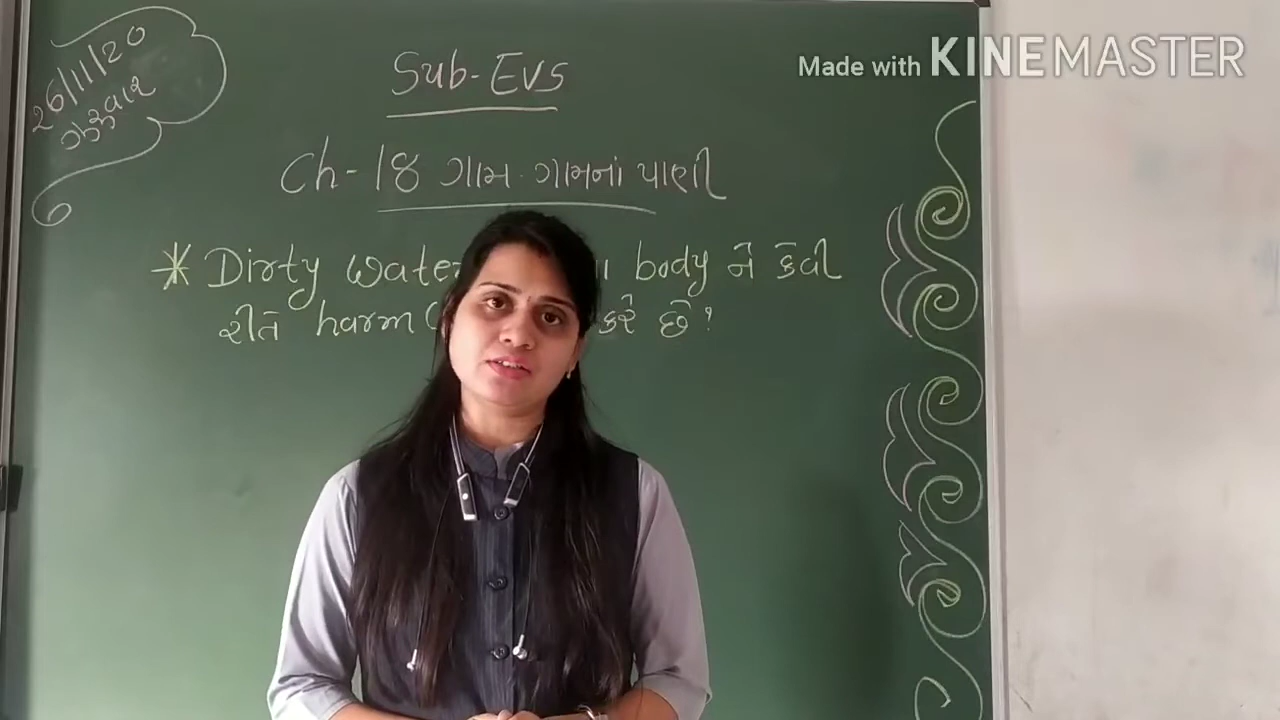 Made with KINEMASTER
26/11/20
ગુરુવાર
Sub-EVS
Ch-18 ગામ ગામનાં પાણી
* Dirty water body ને કેવી
રીતે harm કરે છે?